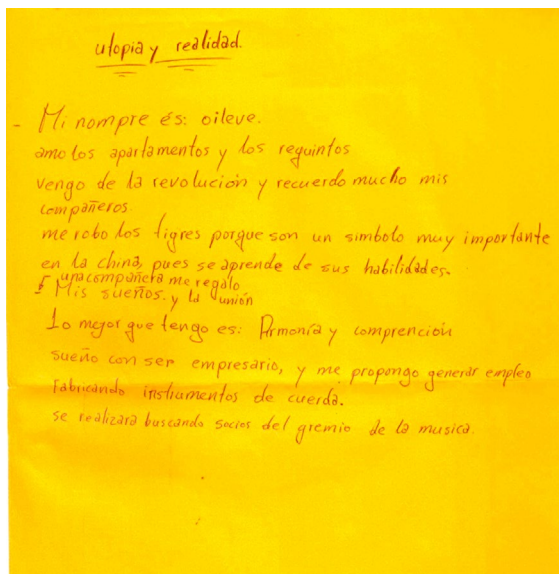 utopia y realidad.
- Mi nompre és: oileve.
amo los apartamentos y los requintos
vengo de la revolución y recuerdo mucho mis
compañeros.
me robo los tigres porque son un simbolo muy importante
en la china, pues se aprende de sus habilidades.
una compañera me regalo
Mis sueños. y la unión
Lo mejor que tengo es: Armonía y comprención
sueño con ser empresario, y me propongo generar empleo
Fabricando instrumentos de cuerda.
se realizara buscando socios del gremio de la musica.